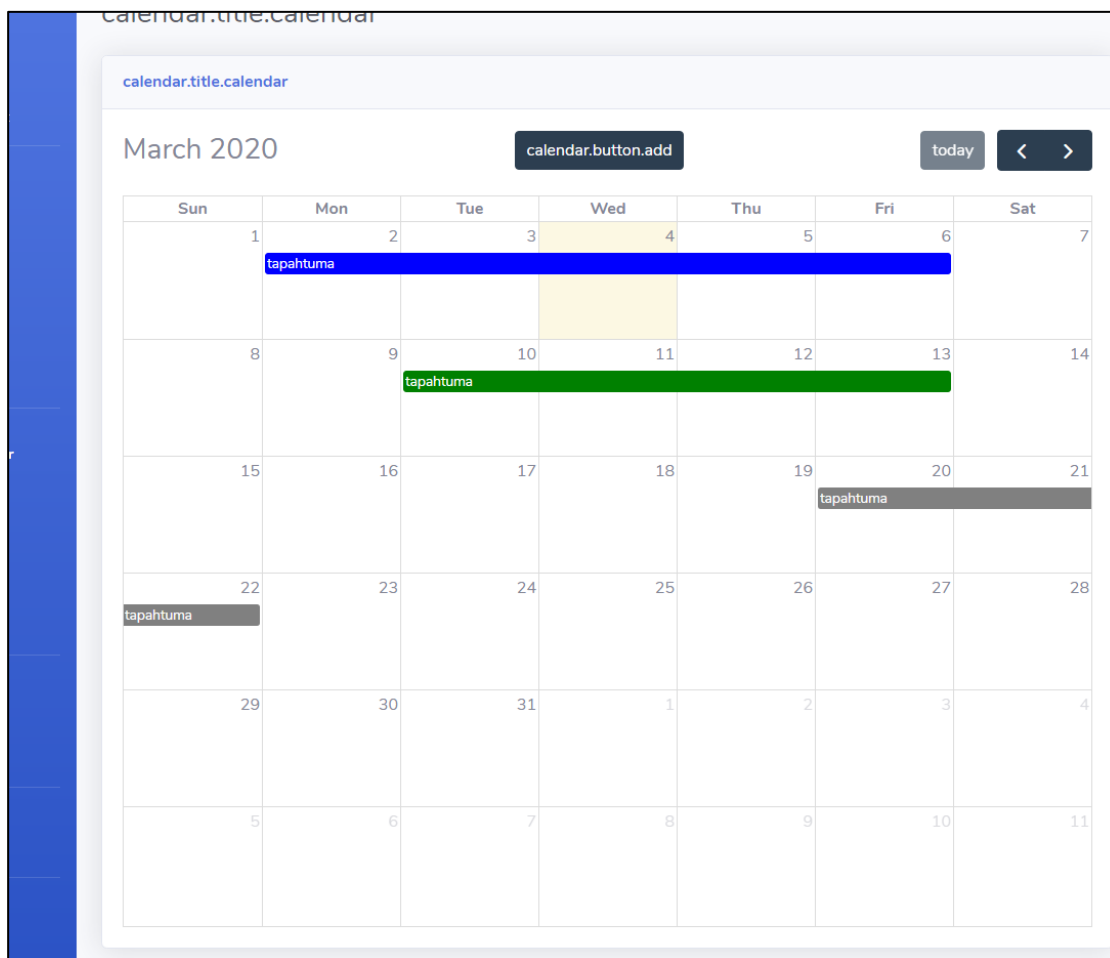 calendar.title.calendar
calendar.title.calendar
March 2020 calendar.button.add today
Sun Mon Tue Wed Thu Fri Sat
1 2 3 4 5 6 7
tapahtuma
8 9 10 11 12 13 14
tapahtuma
15 16 17 18 19 20 21
tapahtuma
22 23 24 25 26 27 28
tapahtuma
29 30 31 1 2 3 4
5 6 7 8 9 10 11
r